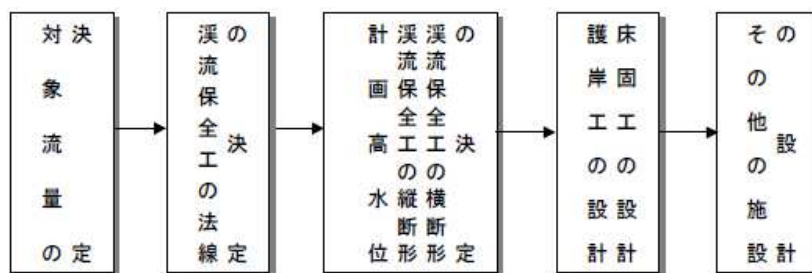 対象流量の
決定
渓流保全工の法線
の決定
計画高水位
渓流保全工の縦断形
渓流保全工の横断形
の決定
護岸工の設計
床固工の設計
その他の施設
の設計